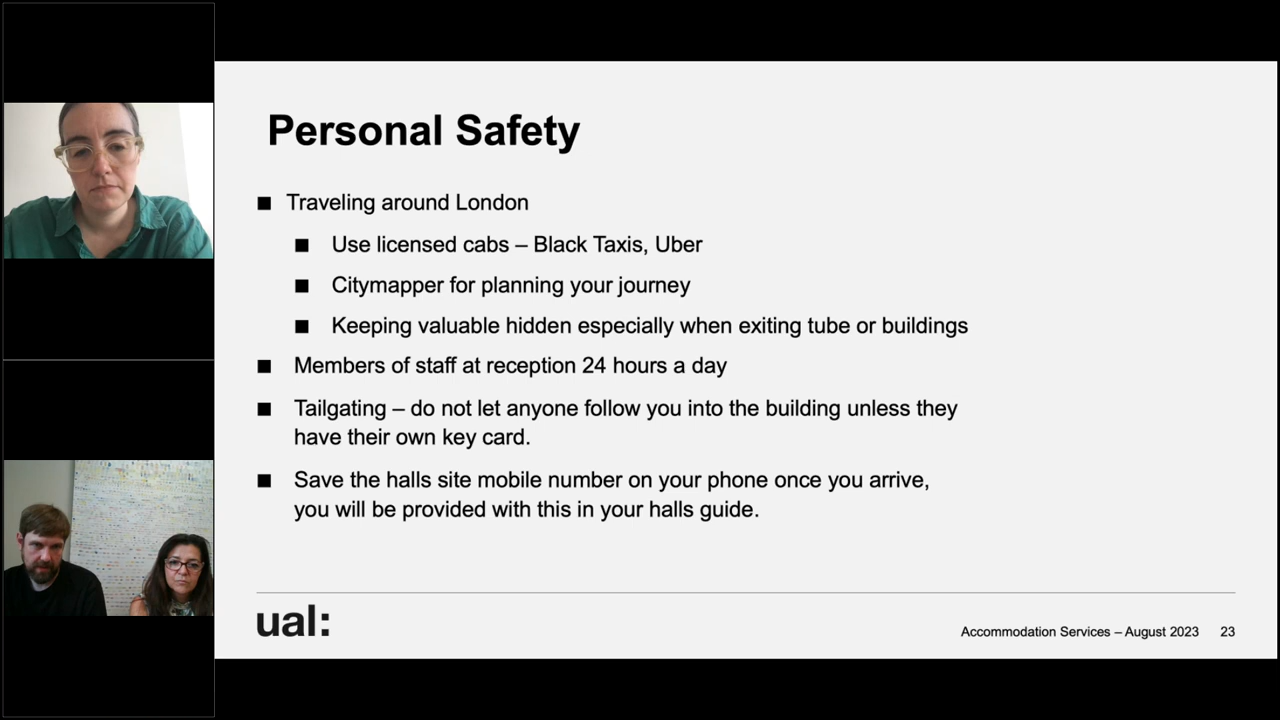 Personal Safety
■ Traveling around London
■ Use licensed cabs – Black Taxis, Uber
■ Citymapper for planning your journey
■ Keeping valuable hidden especially when exiting tube or buildings
■ Members of staff at reception 24 hours a day
■ Tailgating – do not let anyone follow you into the building unless they
have their own key card.
■ Save the halls site mobile number on your phone once you arrive,
you will be provided with this in your halls guide.
ual:
Accommodation Services – August 2023 23